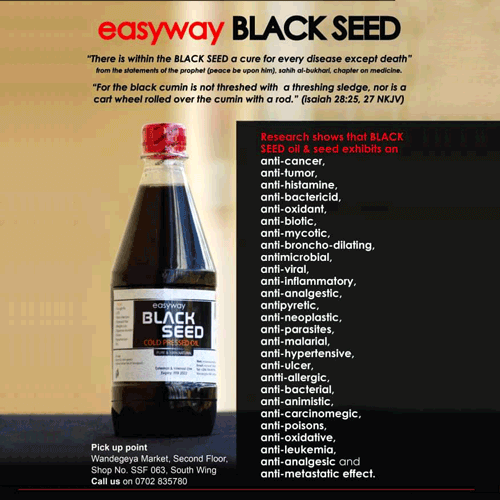 easyway BLACK SEED
“There is within the BLACK SEED a cure for every disease except death”
from the statements of the prophet (peace be upon him), sahih al-bukhari, chapter on medicine.
“For the black cumin is not threshed with a threshing sledge, nor is a
cart wheel rolled over the cumin with a rod.” (isaiah 28:25, 27 NKJV)
Research shows that BLACK
SEED oil & seed exhibits an
anti-cancer,
anti-tumor,
anti-histamine,
anti-bactericid,
anti-oxidant,
anti-biotic,
anti-mycotic,
anti-broncho-dilating,
antimicrobial,
anti-viral,
anti-inflammatory,
anti-analgestic,
antipyretic,
anti-neoplastic,
anti-parasites,
anti-malarial,
anti-hypertensive,
anti-ulcer,
antti-allergic,
anti-bacterial,
anti-animistic,
anti-carcinomegic,
anti-poisons,
anti-oxidative,
anti-leukemia,
anti-analgesic and
anti-metastatic effect.
easyway
BLACK
SEED
COLD PRESSED OIL
Pick up point
Wandegeya Market, Second Floor,
Shop No. SSF 063, South Wing
Call us on 0702 835780